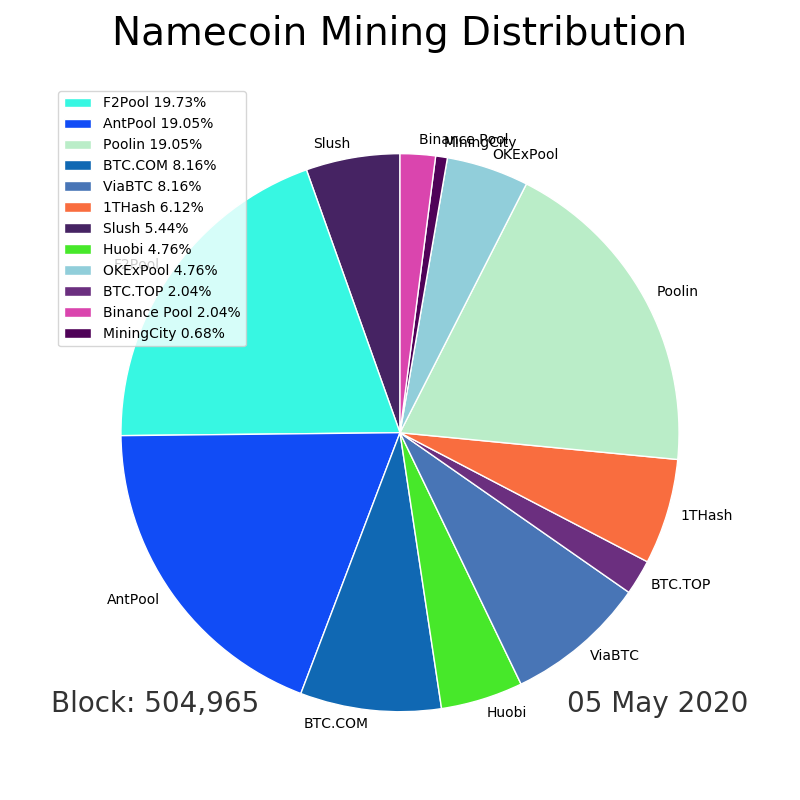 Namecoin Mining Distribution
F2Pool 19.73%
AntPool 19.05%
Poolin 19.05%
BTC.COM 8.16%
ViaBTC 8.16%
1THash 6.12%
Slush 5.44%
Huobi 4.76%
OKExPool 4.76%
BTC.TOP 2.04%
Binance Pool 2.04%
MiningCity 0.68%
Slush
Binance Pool
MiningCity
OKExPool
F2Pool
Poolin
1THash
BTC.TOP
AntPool
ViaBTC
Huobi
BTC.COM
Block: 504,965
05 May 2020